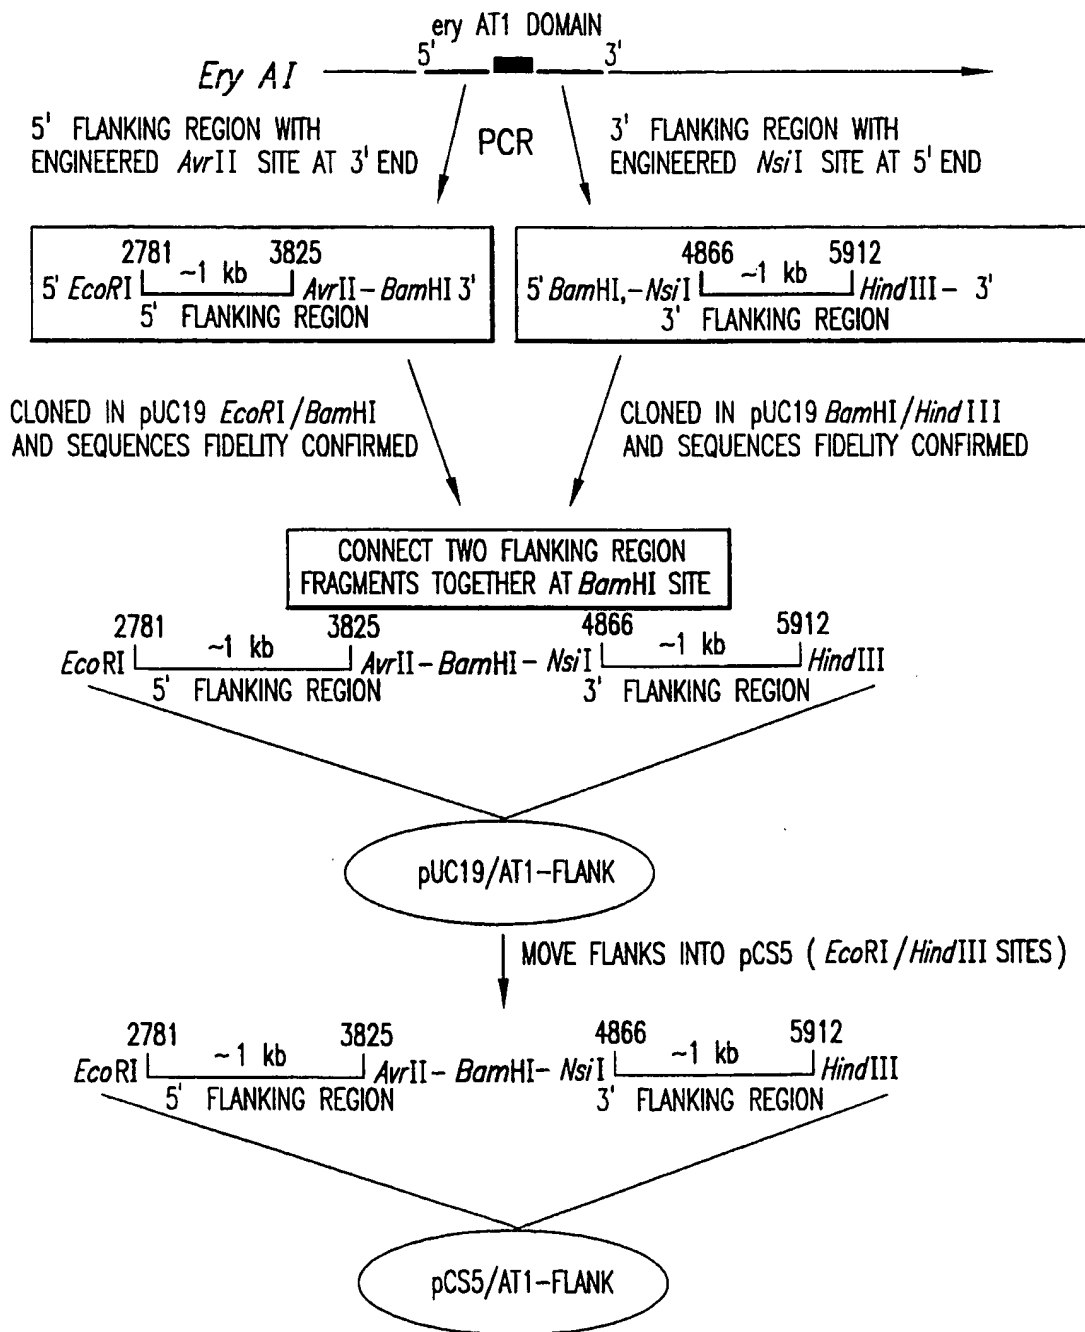 ery AT1 DOMAIN
5' 3'
Ery AI
5' FLANKING REGION WITH
ENGINEERED AvrII SITE AT 3' END
PCR
3' FLANKING REGION WITH
ENGINEERED NsiI SITE AT 5' END
2781 3825
~1 kb
5' EcoRI AvrII-BamHI 3'
5' FLANKING REGION
4866 5912
~1 kb
5' BamHI,-NsiI HindIII- 3'
3' FLANKING REGION
CLONED IN pUC19 EcoRI/BamHI
AND SEQUENCES FIDELITY CONFIRMED
CLONED IN pUC19 BamHI/HindIII
AND SEQUENCES FIDELITY CONFIRMED
CONNECT TWO FLANKING REGION
FRAGMENTS TOGETHER AT BamHI SITE
2781 3825 4866 5912
~1 kb ~1 kb
EcoRI AvrII-BamHI- NsiI HindIII
5' FLANKING REGION 3' FLANKING REGION
pUC19/AT1-FLANK
MOVE FLANKS INTO pCS5 ( EcoRI/HindIII SITES)
2781 3825 4866 5912
~1 kb ~1 kb
EcoRI AvrII- BamHI- NsiI HindIII
5' FLANKING REGION 3' FLANKING REGION
pCS5/AT1-FLANK